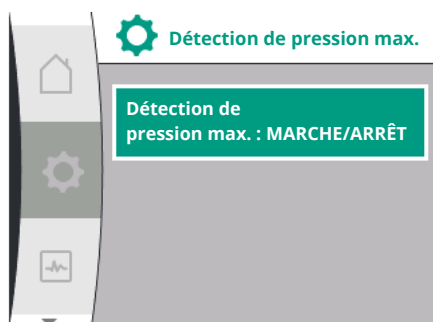 Détection de pression max.
Détection de
pression max. : MARCHE/ARRÊT